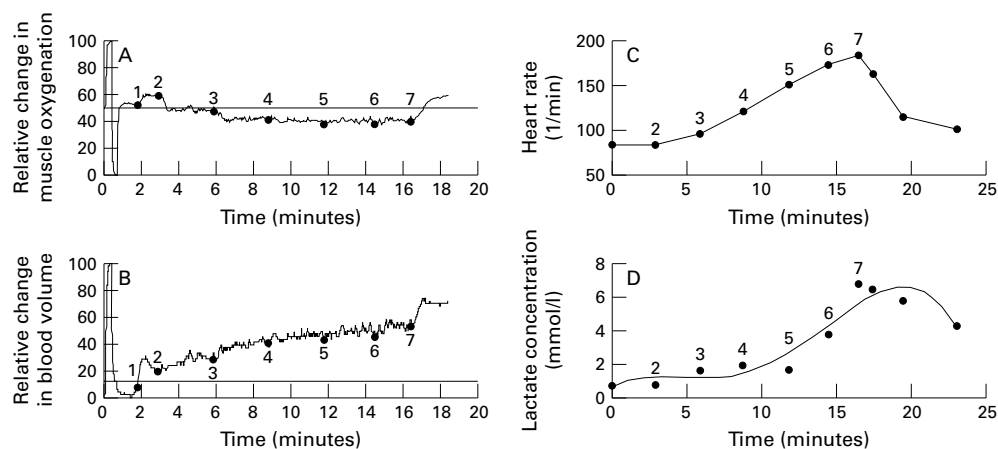 Relative change in
muscle oxygenation
A
100
80
60
40
20
0
1
2
3
4
5
6
7
0 2 4 6 8 10 12 14 16 18 20
Time (minutes)
Heart rate
(1/min)
C
200
150
100
50
2
3
4
5
6
7
0 5 10 15 20 25
Time (minutes)
Relative change
in blood volume
B
100
80
60
40
20
0
1
2
3
4
5
6
7
0 2 4 6 8 10 12 14 16 18 20
Time (minutes)
Lactate concentration
(mmol/l)
D
8
6
4
2
0
2
3
4
5
6
7
0 5 10 15 20 25
Time (minutes)